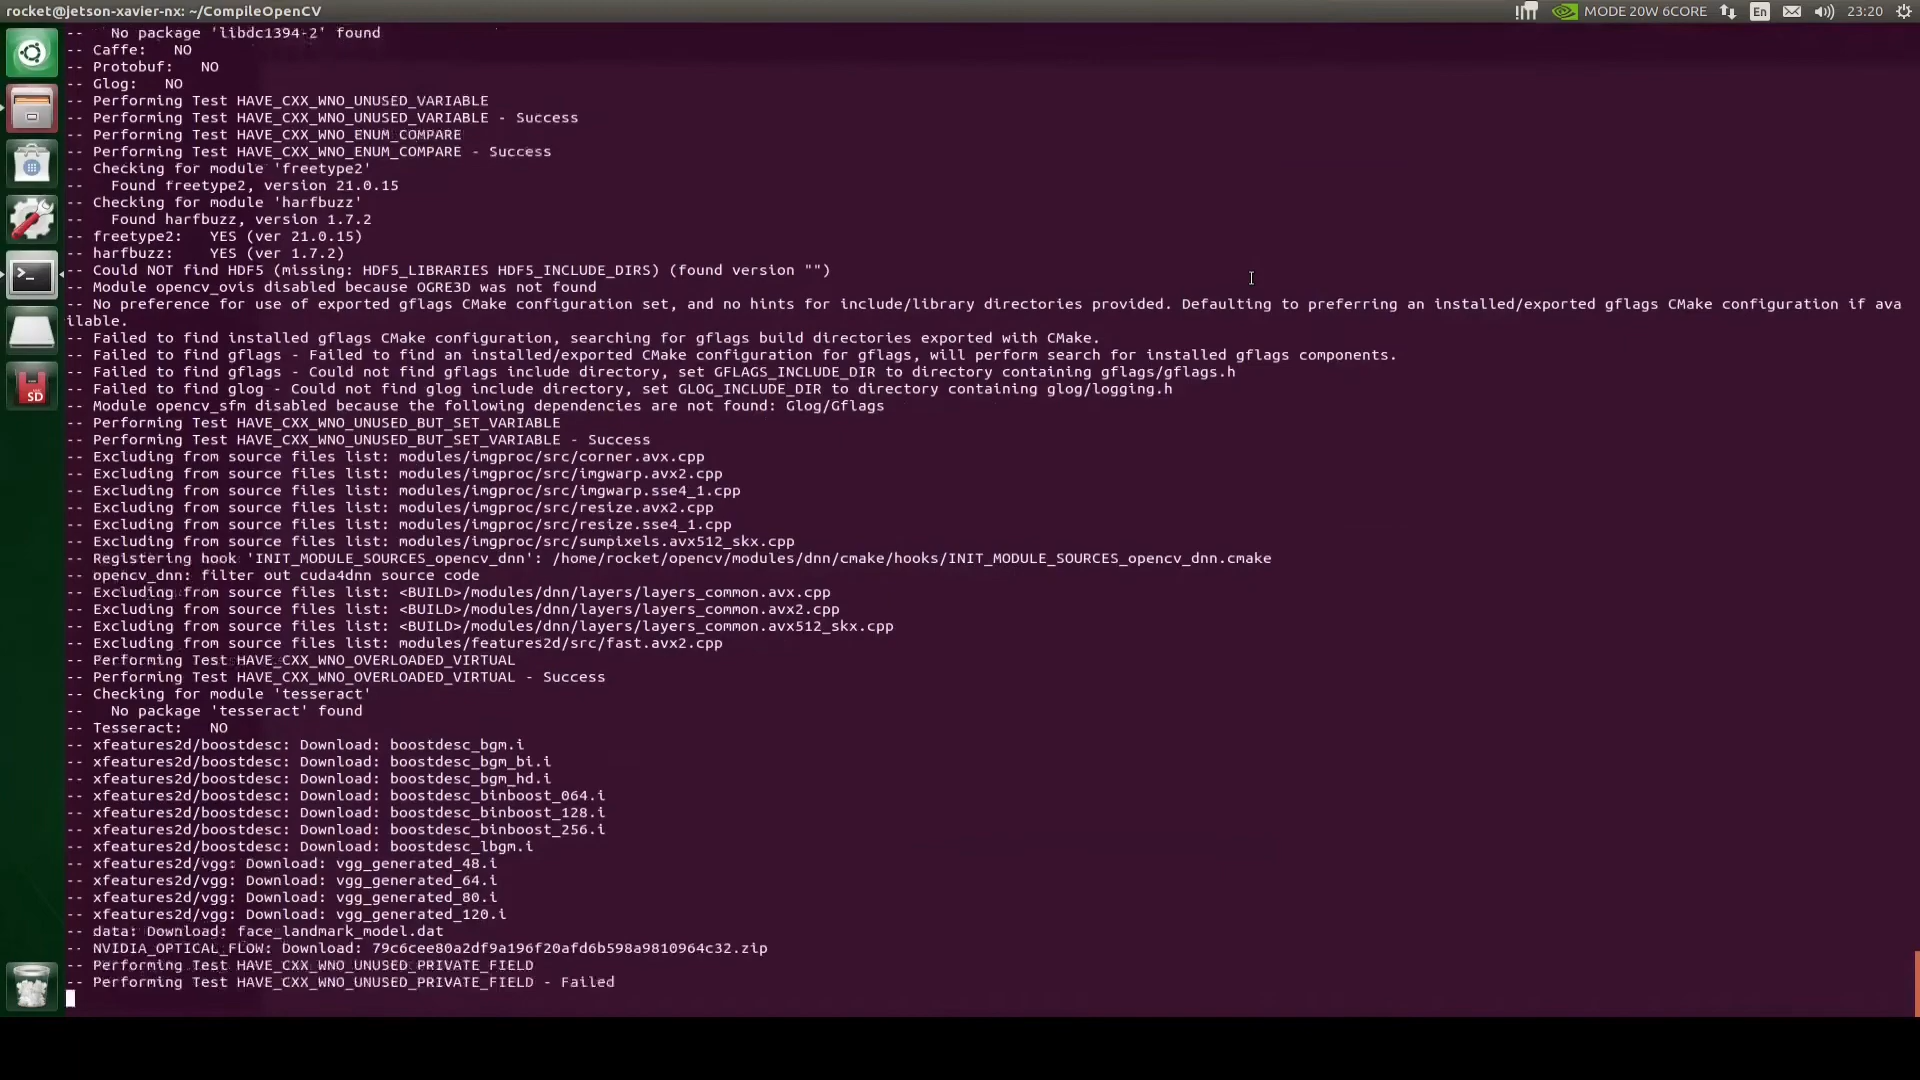 rocket@jetson-xavier-nx: ~/CompileOpenCV
MODE 20W 6CORE
En
23:20
--   No package 'libdc1394-2' found
-- Caffe:   NO
-- Protobuf:   NO
-- Glog:   NO
-- Performing Test HAVE_CXX_WNO_UNUSED_VARIABLE
-- Performing Test HAVE_CXX_WNO_UNUSED_VARIABLE - Success
-- Performing Test HAVE_CXX_WNO_ENUM_COMPARE
-- Performing Test HAVE_CXX_WNO_ENUM_COMPARE - Success
-- Checking for module 'freetype2'
--   Found freetype2, version 21.0.15
-- Checking for module 'harfbuzz'
--   Found harfbuzz, version 1.7.2
-- freetype2:   YES (ver 21.0.15)
-- harfbuzz:    YES (ver 1.7.2)
-- Could NOT find HDF5 (missing: HDF5_LIBRARIES HDF5_INCLUDE_DIRS) (found version "")
-- Module opencv_ovis disabled because OGRE3D was not found
-- No preference for use of exported gflags CMake configuration set, and no hints for include/library directories provided. Defaulting to preferring an installed/exported gflags CMake configuration if ava
ilable.
-- Failed to find installed gflags CMake configuration, searching for gflags build directories exported with CMake.
-- Failed to find gflags - Failed to find an installed/exported CMake configuration for gflags, will perform search for installed gflags components.
-- Failed to find gflags - Could not find gflags include directory, set GFLAGS_INCLUDE_DIR to directory containing gflags/gflags.h
-- Failed to find glog - Could not find glog include directory, set GLOG_INCLUDE_DIR to directory containing glog/logging.h
-- Module opencv_sfm disabled because the following dependencies are not found: Glog/Gflags
-- Performing Test HAVE_CXX_WNO_UNUSED_BUT_SET_VARIABLE
-- Performing Test HAVE_CXX_WNO_UNUSED_BUT_SET_VARIABLE - Success
-- Excluding from source files list: modules/imgproc/src/corner.avx.cpp
-- Excluding from source files list: modules/imgproc/src/imgwarp.avx2.cpp
-- Excluding from source files list: modules/imgproc/src/imgwarp.sse4_1.cpp
-- Excluding from source files list: modules/imgproc/src/resize.avx2.cpp
-- Excluding from source files list: modules/imgproc/src/resize.sse4_1.cpp
-- Excluding from source files list: modules/imgproc/src/sumpixels.avx512_skx.cpp
-- Registering hook 'INIT_MODULE_SOURCES_opencv_dnn': /home/rocket/opencv/modules/dnn/cmake/hooks/INIT_MODULE_SOURCES_opencv_dnn.cmake
-- opencv_dnn: filter out cuda4dnn source code
-- Excluding from source files list: <BUILD>/modules/dnn/layers/layers_common.avx.cpp
-- Excluding from source files list: <BUILD>/modules/dnn/layers/layers_common.avx2.cpp
-- Excluding from source files list: <BUILD>/modules/dnn/layers/layers_common.avx512_skx.cpp
-- Excluding from source files list: modules/features2d/src/fast.avx2.cpp
-- Performing Test HAVE_CXX_WNO_OVERLOADED_VIRTUAL
-- Performing Test HAVE_CXX_WNO_OVERLOADED_VIRTUAL - Success
-- Checking for module 'tesseract'
--   No package 'tesseract' found
-- Tesseract:   NO
-- xfeatures2d/boostdesc: Download: boostdesc_bgm.i
-- xfeatures2d/boostdesc: Download: boostdesc_bgm_bi.i
-- xfeatures2d/boostdesc: Download: boostdesc_bgm_hd.i
-- xfeatures2d/boostdesc: Download: boostdesc_binboost_064.i
-- xfeatures2d/boostdesc: Download: boostdesc_binboost_128.i
-- xfeatures2d/boostdesc: Download: boostdesc_binboost_256.i
-- xfeatures2d/boostdesc: Download: boostdesc_lbgm.i
-- xfeatures2d/vgg: Download: vgg_generated_48.i
-- xfeatures2d/vgg: Download: vgg_generated_64.i
-- xfeatures2d/vgg: Download: vgg_generated_80.i
-- xfeatures2d/vgg: Download: vgg_generated_120.i
-- data: Download: face_landmark_model.dat
-- NVIDIA_OPTICAL_FLOW: Download: 79c6cee80a2df9a196f20afd6b598a9810964c32.zip
-- Performing Test HAVE_CXX_WNO_UNUSED_PRIVATE_FIELD
-- Performing Test HAVE_CXX_WNO_UNUSED_PRIVATE_FIELD - Failed
SD